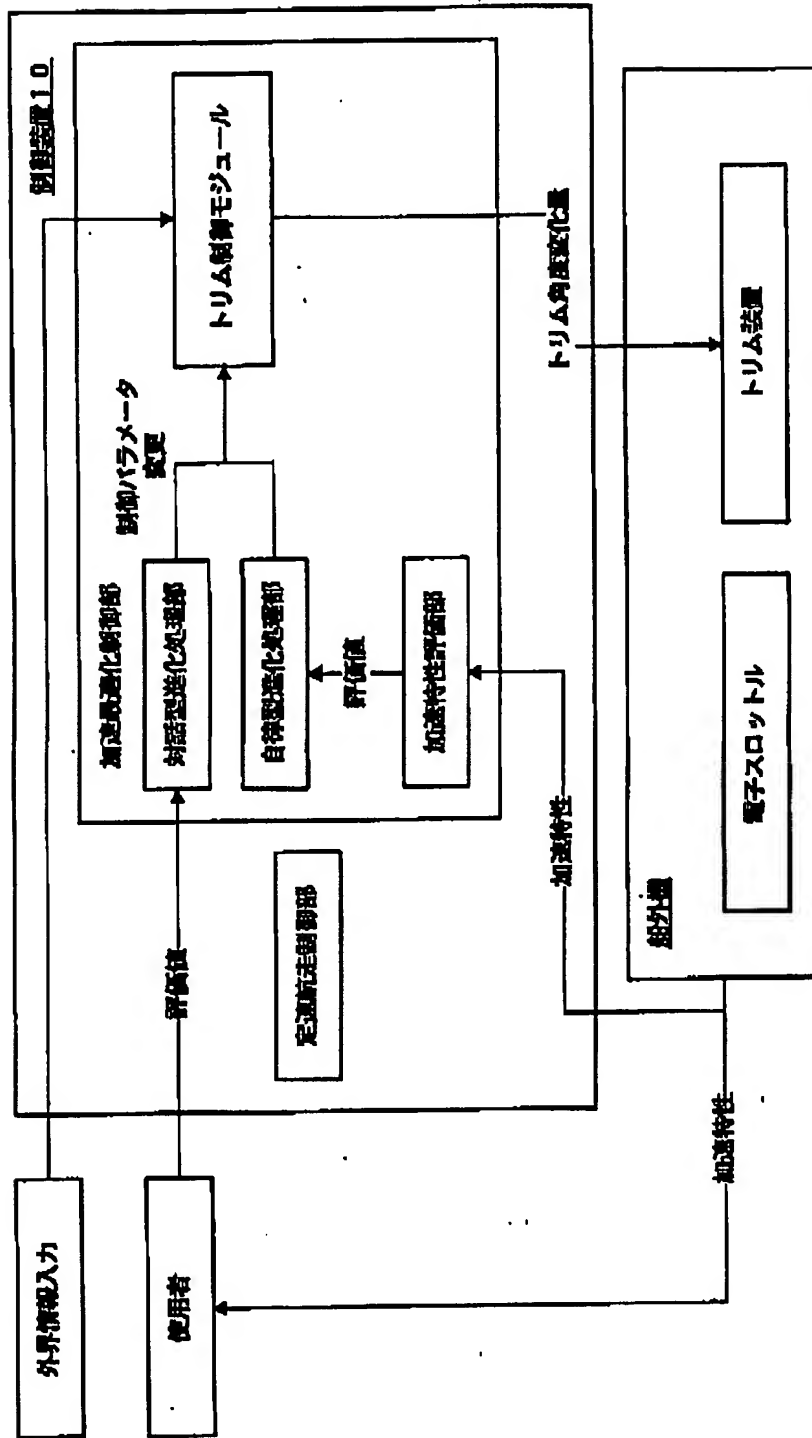 外界情報入力
使用者
評価値
制御装置10
定速航走制御部
加速最適化制御部
対話型進化処理部
自律型進化処理部
評価値
加速特性評価部
制御パラメータ
変更
トリム制御モジュール
トリム角度変化量
加速特性
加速特性
船外機
電子スロットル
トリム装置